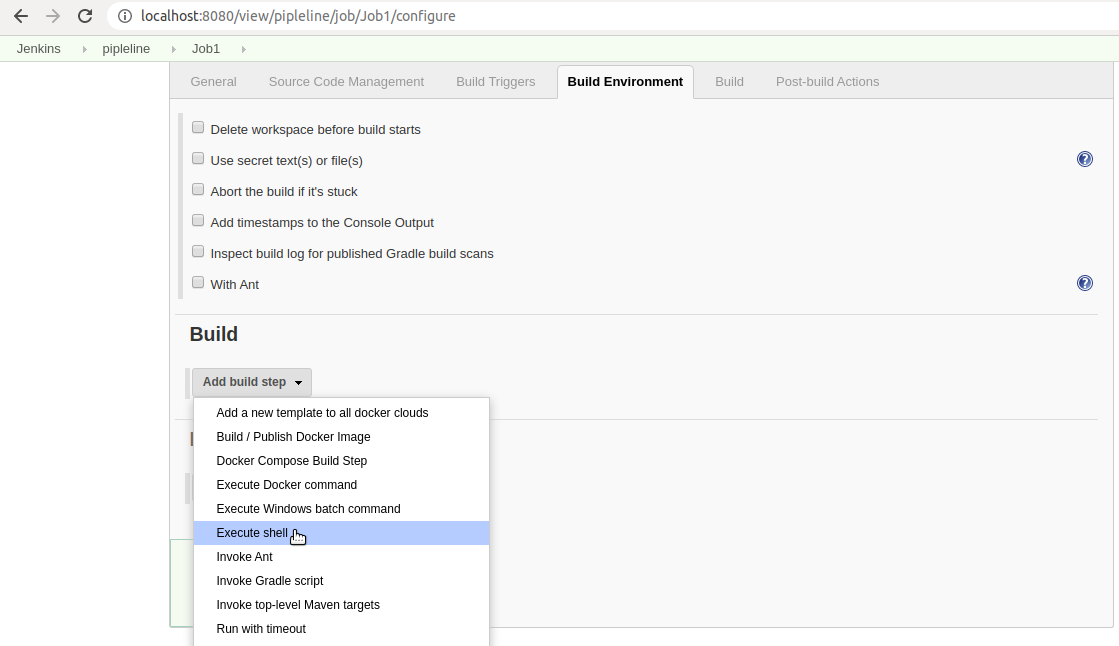 localhost:8080/view/pipleline/job/Job1/configure
Jenkins pipleline Job1
General Source Code Management Build Triggers Build Environment Build Post-build Actions
Delete workspace before build starts
Use secret text(s) or file(s)
Abort the build if it's stuck
Add timestamps to the Console Output
Inspect build log for published Gradle build scans
With Ant
Build
Add build step
Add a new template to all docker clouds
Build / Publish Docker Image
Docker Compose Build Step
Execute Docker command
Execute Windows batch command
Execute shell
Invoke Ant
Invoke Gradle script
Invoke top-level Maven targets
Run with timeout